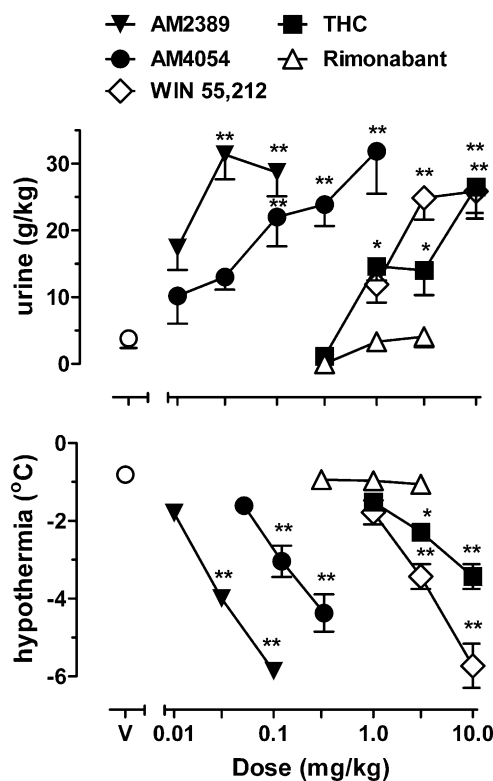 AM2389 THC
AM4054 Rimonabant
WIN 55,212
urine (g/kg)
30
20
10
0
** ** ** ** ** * ** * ** **
hypothermia (°C)
0
-2
-4
-6
** ** ** ** * ** ** **
V 0.01 0.1 1.0 10.0
Dose (mg/kg)